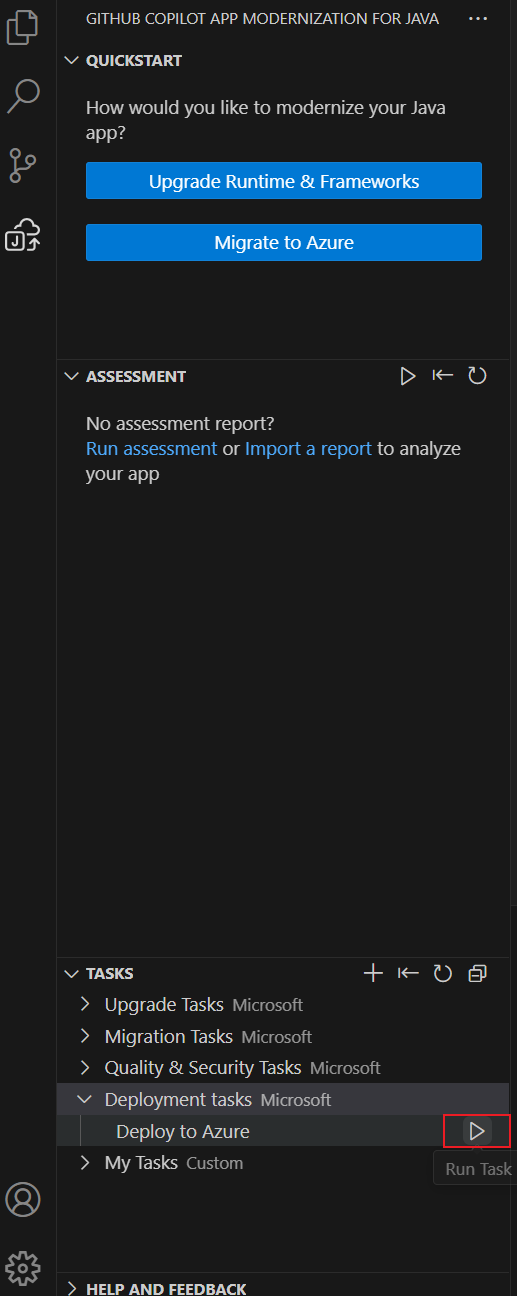 GITHUB COPILOT APP MODERNIZATION FOR JAVA
QUICKSTART
How would you like to modernize your Java
app?
Upgrade Runtime & Frameworks
Migrate to Azure
ASSESSMENT
No assessment report?
Run assessment or Import a report to analyze
your app
TASKS
Upgrade Tasks Microsoft
Migration Tasks Microsoft
Quality & Security Tasks Microsoft
Deployment tasks Microsoft
Deploy to Azure
My Tasks Custom
Run Task
HELP AND FEEDBACK